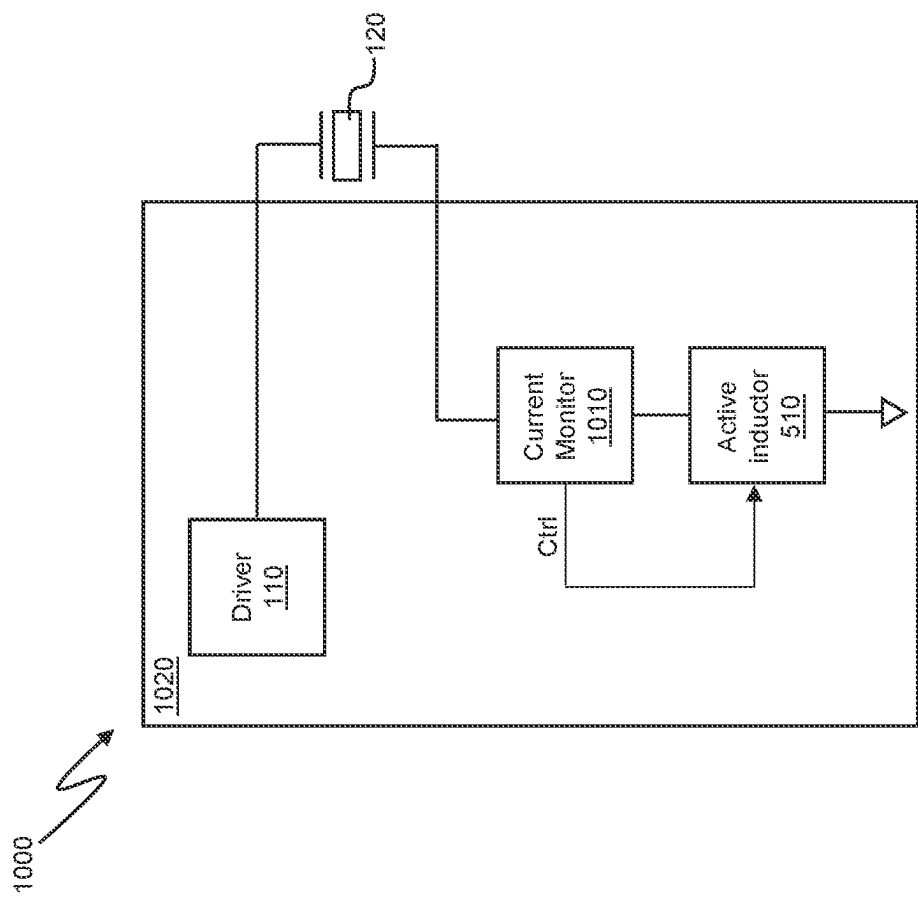 1000
1020
Driver
110
120
Ctrl
Current
Monitor
1010
Active
inductor
510